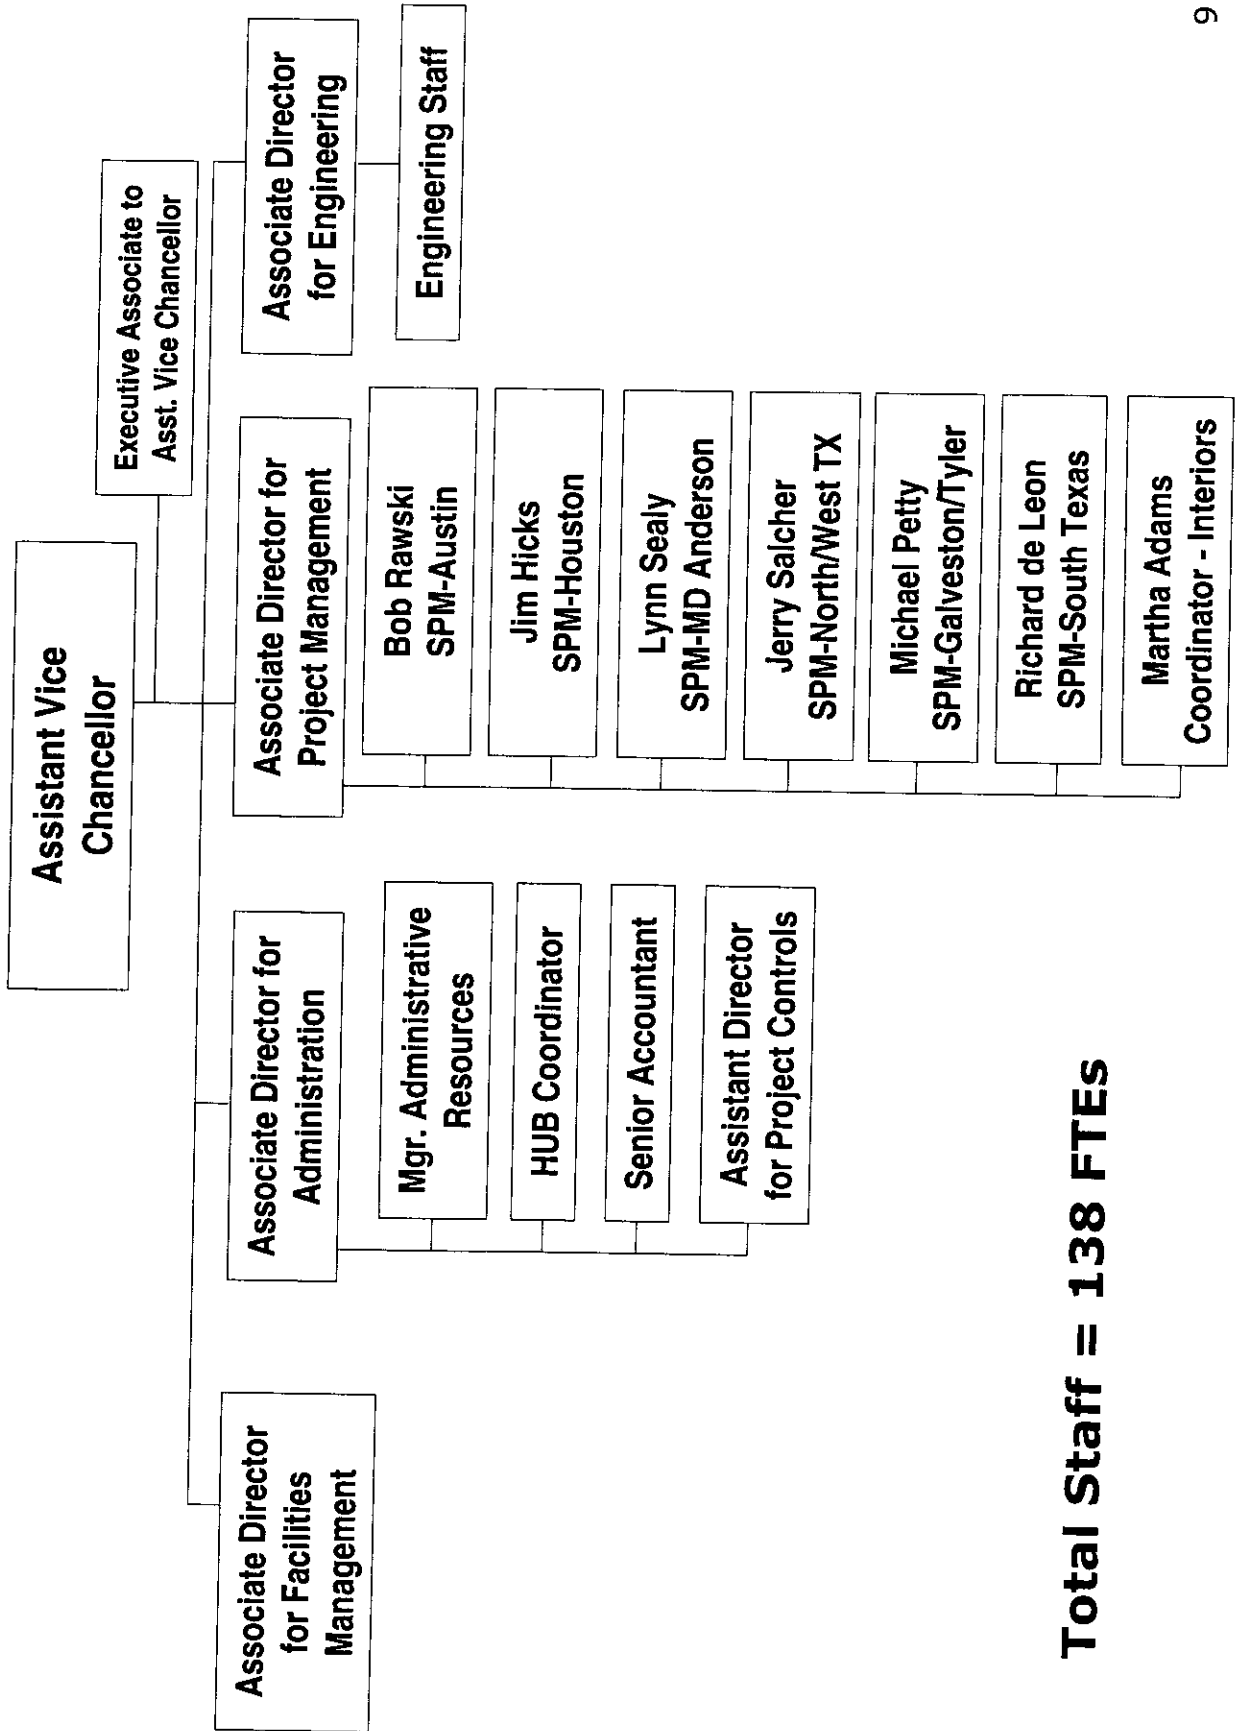 Assistant Vice
Chancellor
Executive Associate to
Asst. Vice Chancellor
Associate Director
for Facilities
Management
Associate Director for
Administration
Mgr. Administrative
Resources
HUB Coordinator
Senior Accountant
Assistant Director
for Project Controls
Associate Director for
Project Management
Bob Rawski
SPM-Austin
Jim Hicks
SPM-Houston
Lynn Sealy
SPM-MD Anderson
Jerry Salcher
SPM-North/West TX
Michael Petty
SPM-Galveston/Tyler
Richard de Leon
SPM-South Texas
Martha Adams
Coordinator - Interiors
Associate Director
for Engineering
Engineering Staff
Total Staff = 138 FTEs
9